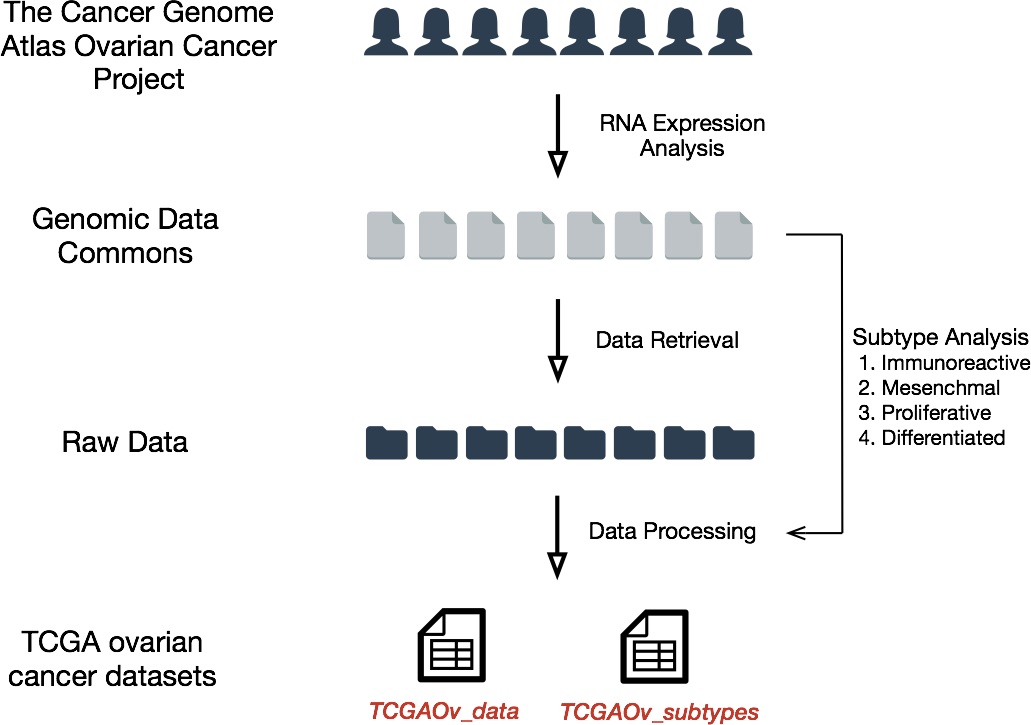 The Cancer Genome
Atlas Ovarian Cancer
Project
RNA Expression
Analysis
Genomic Data
Commons
Data Retrieval
Subtype Analysis
1. Immunoreactive
2. Mesenchmal
3. Proliferative
4. Differentiated
Raw Data
Data Processing
TCGA ovarian
cancer datasets
TCGAOv_data
TCGAOv_subtypes